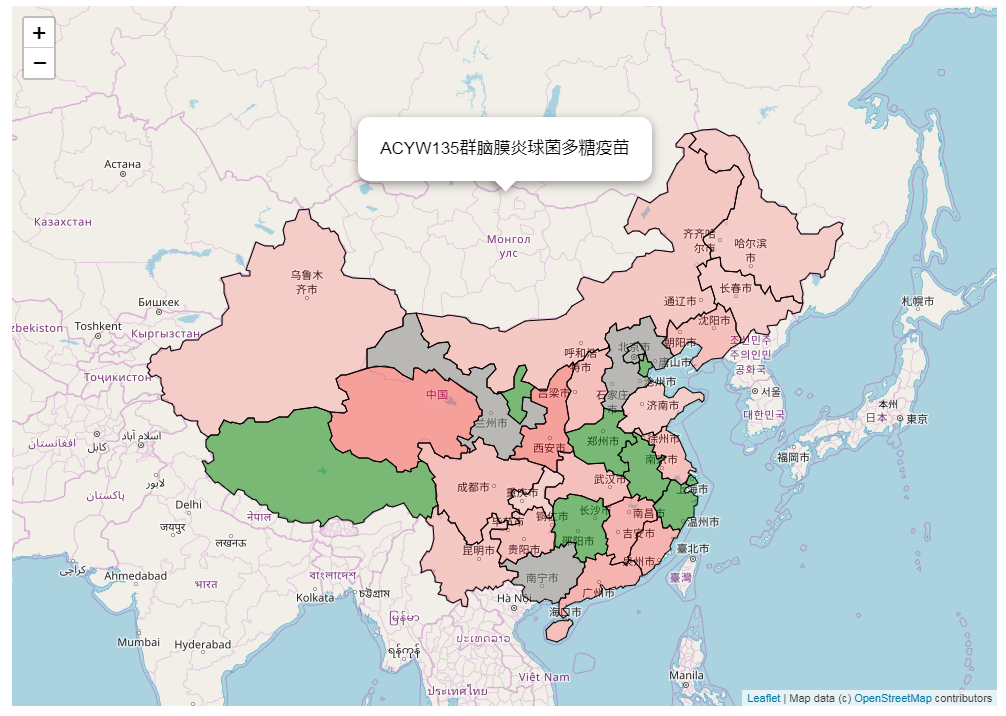 +
−
ACYW135群脑膜炎球菌多糖疫苗
Астана
Казахстан
Монгол
улс
齐齐哈
尔市
哈尔滨
市
乌鲁木
齐市
长春市
通辽市
沈阳市
札幌市
Бишкек
Toshkent
Кыргызстан
朝阳市
北京市
呼和浩
特市
唐山市
조선민주
주의인민
공화국
Тоҷикистон
中国
吕梁市
石家庄
市
沧州市
济南市
서울
대한민국
本州
日本
東京
افغانستان
کابل
اسلام آباد
兰州市
西安市
郑州市
徐州市
南京市
福岡市
لاہور
پاکستان
成都市
重庆市
武汉市
上海市
Delhi
नेपाल
铜仁市
长沙市
南昌市
温州市
जयपुर
लखनऊ
昆明市
贵阳市
邵阳市
吉安市
泉州市
臺北市
كراچى
Ahmedabad
भारत
বাংলাদেশ
南宁市
臺灣
Kolkata
ঢাকা
চট্টগ্রাম
Hà Nội
广州市
海口市
Mumbai
Hyderabad
မြန်မာ
ປະເທດລາວ
ရန်ကုန်
Việt Nam
Manila
ประเทศไทย
Leaflet | Map data (c) OpenStreetMap contributors